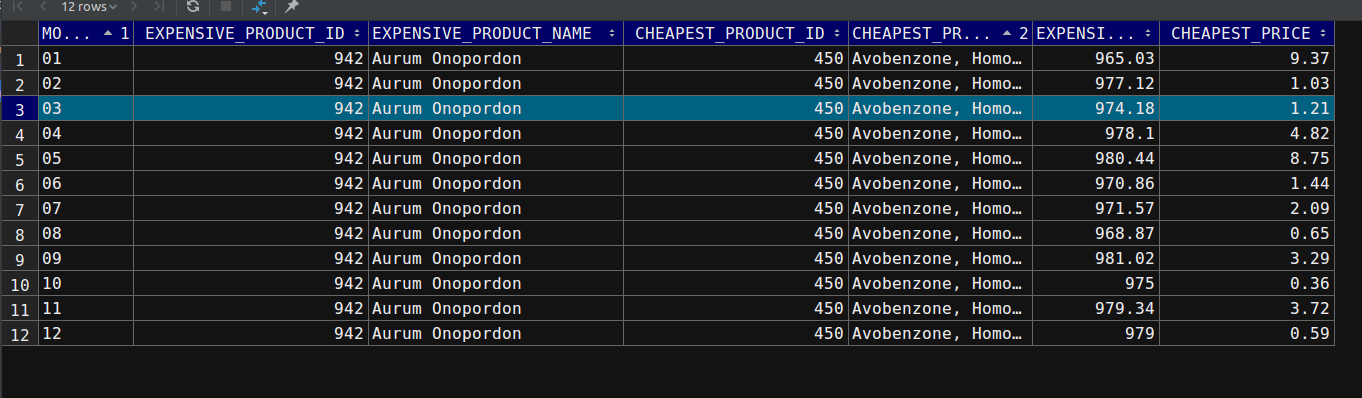 12 rows
MO... 1 EXPENSIVE_PRODUCT_ID EXPENSIVE_PRODUCT_NAME CHEAPEST_PRODUCT_ID CHEAPEST_PR... 2 EXPENSI... CHEAPEST_PRICE
1 01 942 Aurum Onopordon 450 Avobenzone, Homo… 965.03 9.37
2 02 942 Aurum Onopordon 450 Avobenzone, Homo… 977.12 1.03
3 03 942 Aurum Onopordon 450 Avobenzone, Homo… 974.18 1.21
4 04 942 Aurum Onopordon 450 Avobenzone, Homo… 978.1 4.82
5 05 942 Aurum Onopordon 450 Avobenzone, Homo… 980.44 8.75
6 06 942 Aurum Onopordon 450 Avobenzone, Homo… 970.86 1.44
7 07 942 Aurum Onopordon 450 Avobenzone, Homo… 971.57 2.09
8 08 942 Aurum Onopordon 450 Avobenzone, Homo… 968.87 0.65
9 09 942 Aurum Onopordon 450 Avobenzone, Homo… 981.02 3.29
10 10 942 Aurum Onopordon 450 Avobenzone, Homo… 975 0.36
11 11 942 Aurum Onopordon 450 Avobenzone, Homo… 979.34 3.72
12 12 942 Aurum Onopordon 450 Avobenzone, Homo… 979 0.59